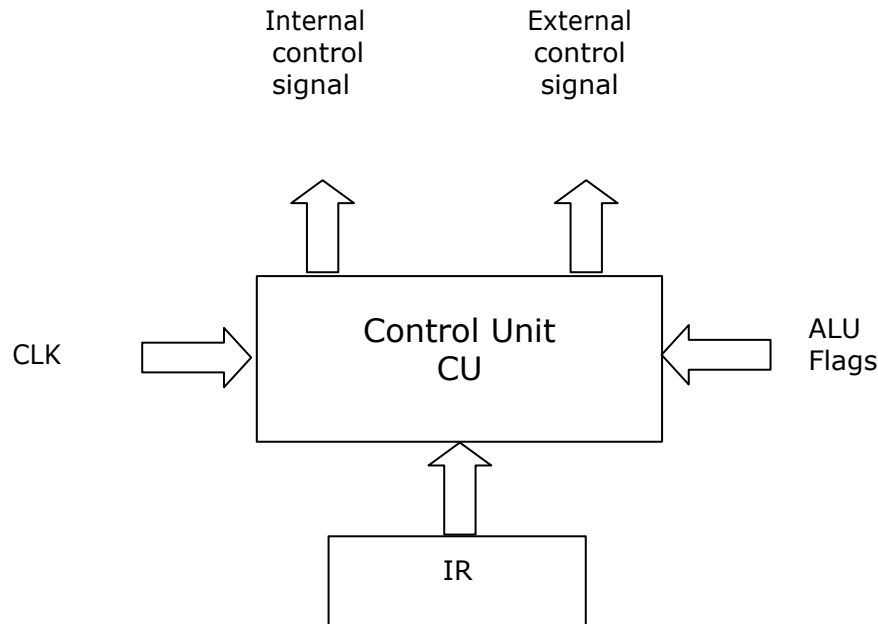 Internal
control
signal
External
control
signal
CLK
Control Unit
CU
ALU
Flags
IR